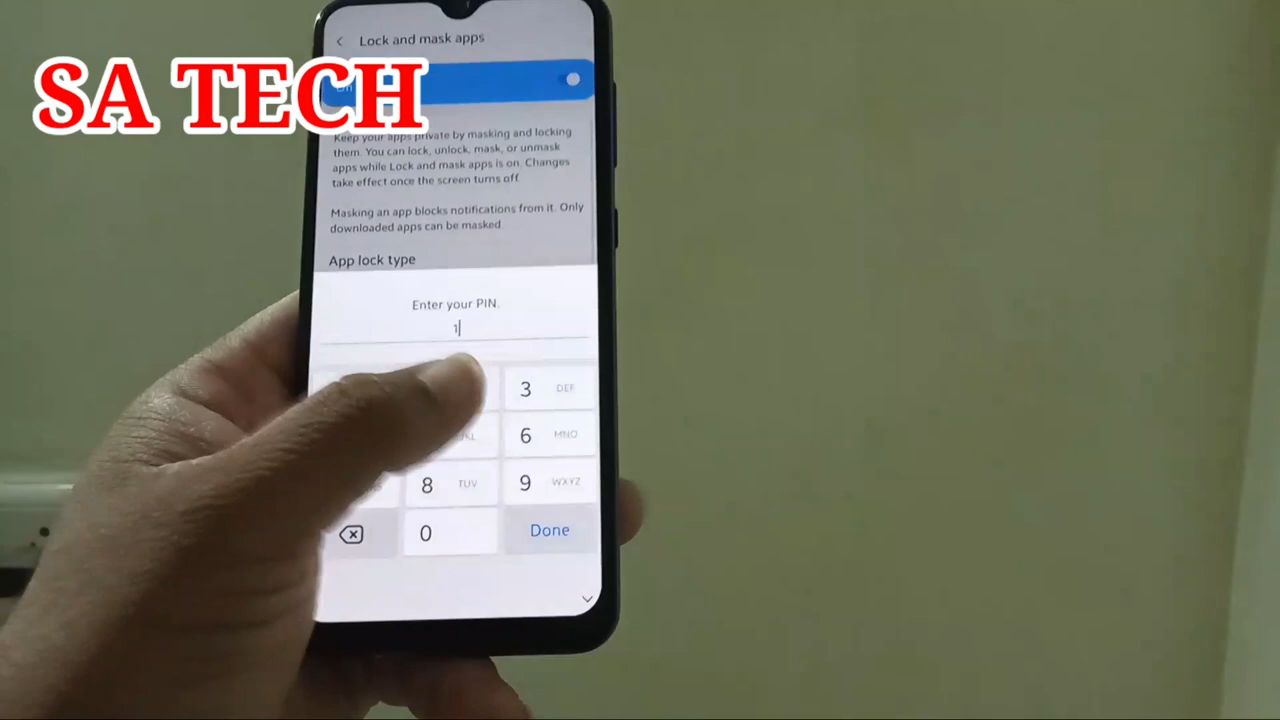 Lock and mask apps
SA TECH
Keep your apps private by masking and locking
them. You can lock, unlock, mask, or unmask
apps while Lock and mask apps is on. Changes
take effect once the screen turns off
Masking an app blocks notifications from it. Only
downloaded apps can be masked
App lock type
Enter your PIN.
1
3 DEF
6 MNO
8 TUV
9 WXYZ
0
Done